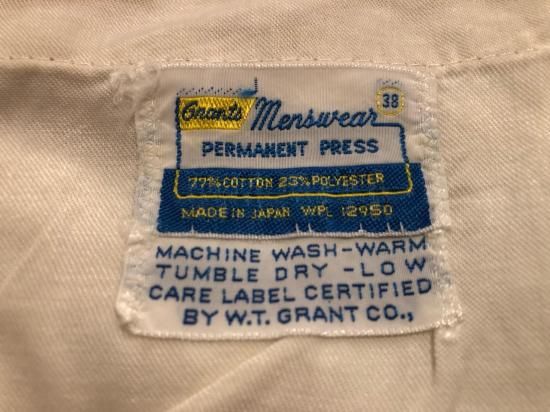 Grants Menswear 38
PERMANENT PRESS
77% COTTON 23% POLYESTER
MADE IN JAPAN WPL 12950
MACHINE WASH-WARM
TUMBLE DRY -LOW
CARE LABEL CERTIFIED
BY W.T. GRANT CO.,